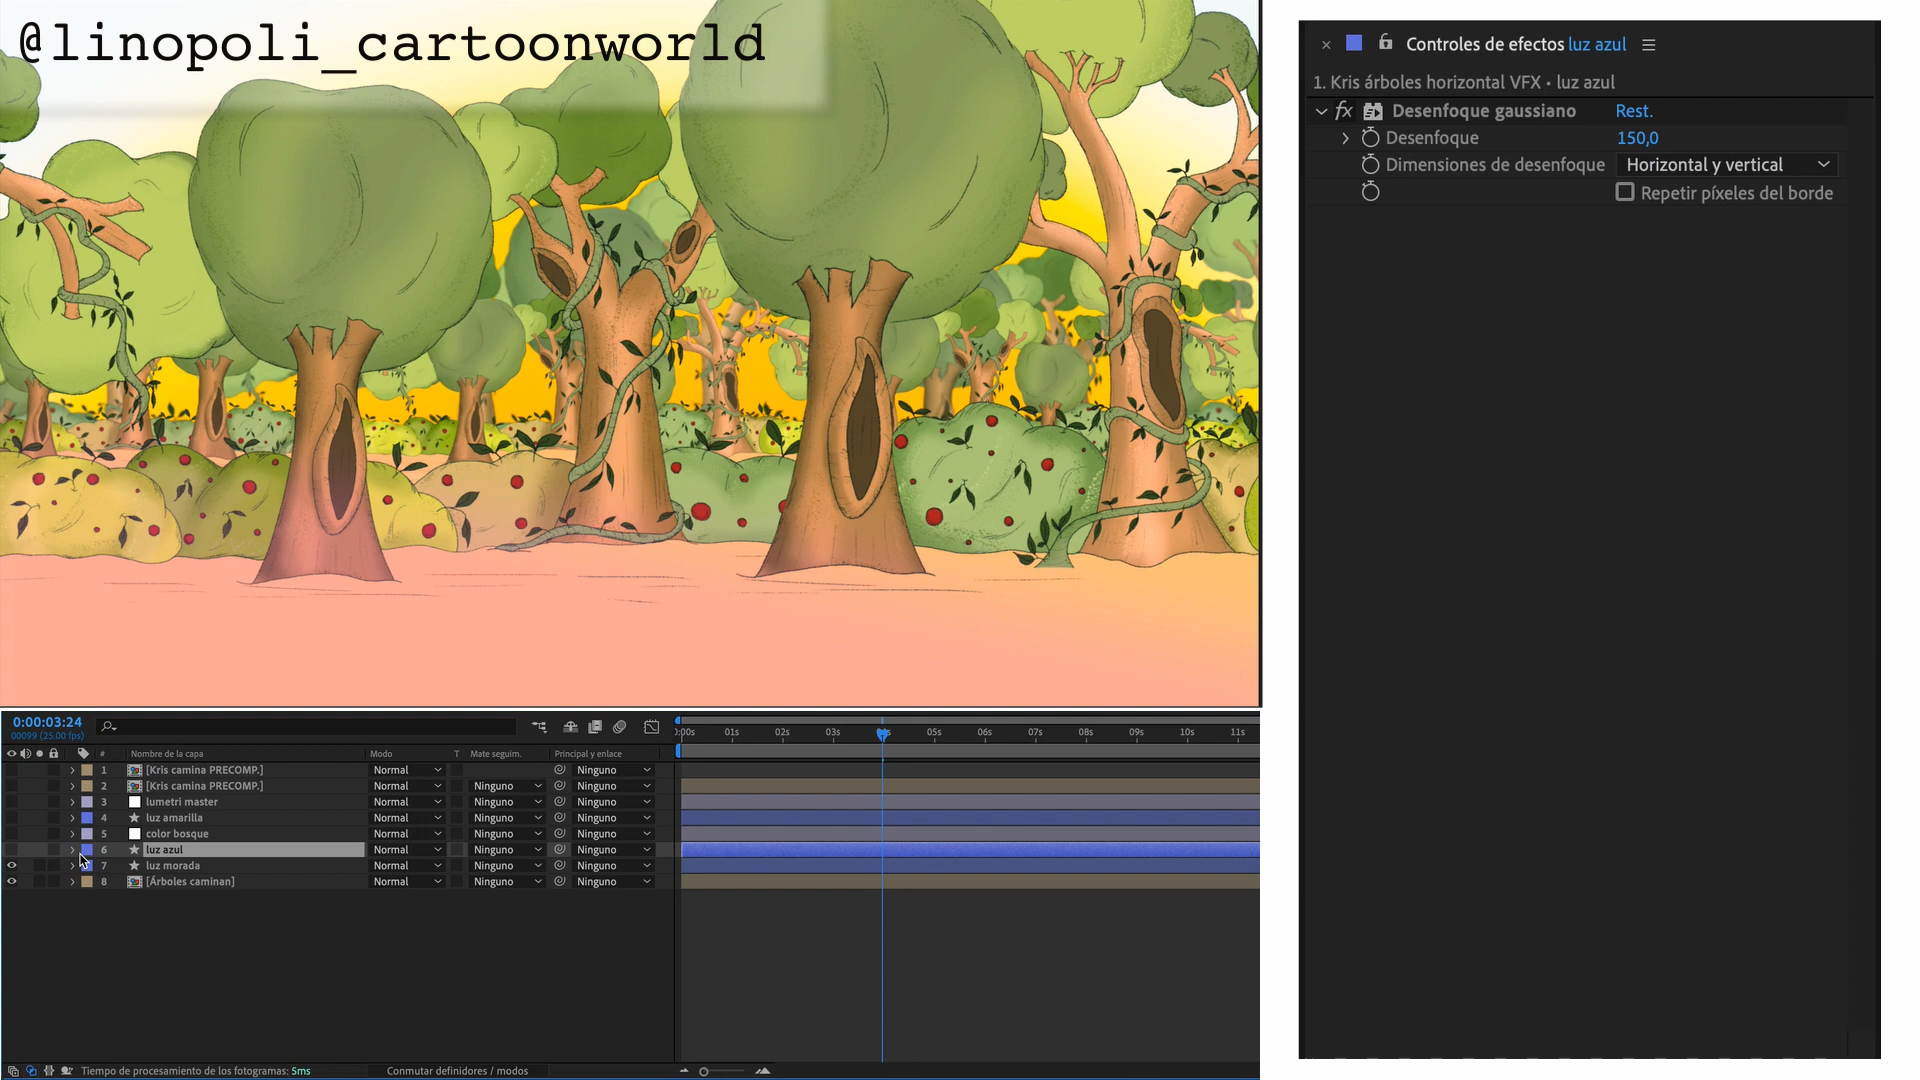 @linopoli_cartoonworld
Controles de efectos luz azul
1. Kris árboles horizontal VFX • luz azul
fx Desenfoque gaussiano Rest.
Desenfoque 150,0
Dimensiones de desenfoque Horizontal y vertical
Repetir píxeles del borde
0:00:03:24
00099 (25.00 fps)
:00s 01s 02s 03s 05s 06s 07s 08s 09s 10s 11s
# Nombre de la capa Modo T Mate seguim. Principal y enlace
1 [Kris camina PRECOMP.] Normal Ninguno
2 [Kris camina PRECOMP.] Normal Ninguno Ninguno
3 lumetri master Normal Ninguno Ninguno
4 luz amarilla Normal Ninguno Ninguno
5 color bosque Normal Ninguno Ninguno
6 luz azul Normal Ninguno Ninguno
7 luz morada Normal Ninguno Ninguno
8 [Árboles caminan] Normal Ninguno Ninguno
Tiempo de procesamiento de los fotogramas: 5ms Conmutar definidores / modos